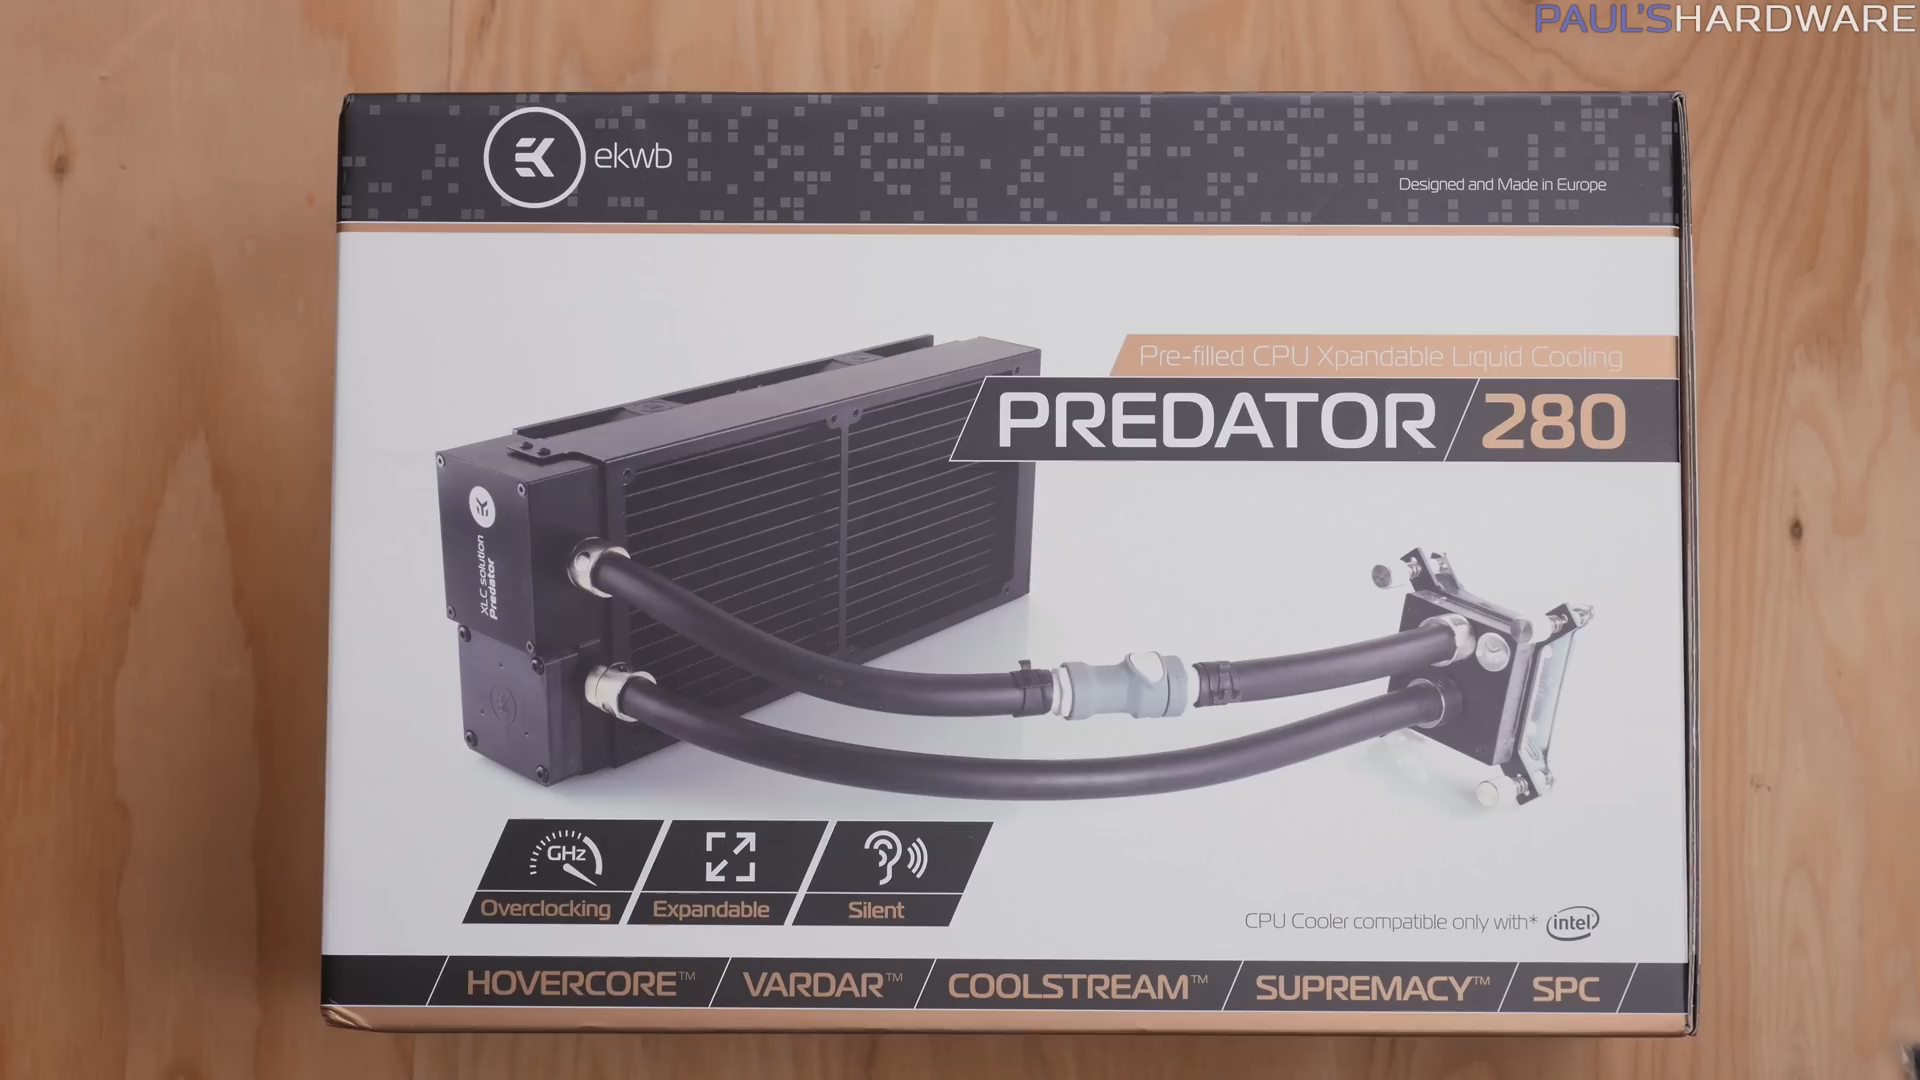 PAUL'SHARDWARE
ekwb
Designed and Made in Europe
Pre-filled CPU Xpandable Liquid Cooling
PREDATOR 280
XLC solution
Predator
GHz
Overclocking
Expandable
Silent
CPU Cooler compatible only with* intel
HOVERCORE™ VARDAR™ COOLSTREAM™ SUPREMACY™ SPC